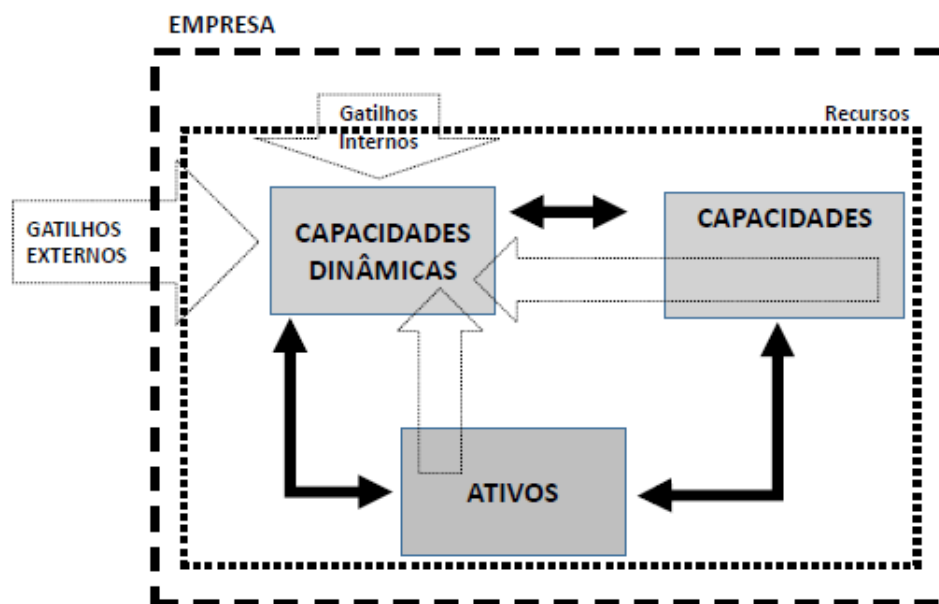 EMPRESA
Gatilhos
Internos
Recursos
GATILHOS
EXTERNOS
CAPACIDADES
DINÂMICAS
CAPACIDADES
ATIVOS